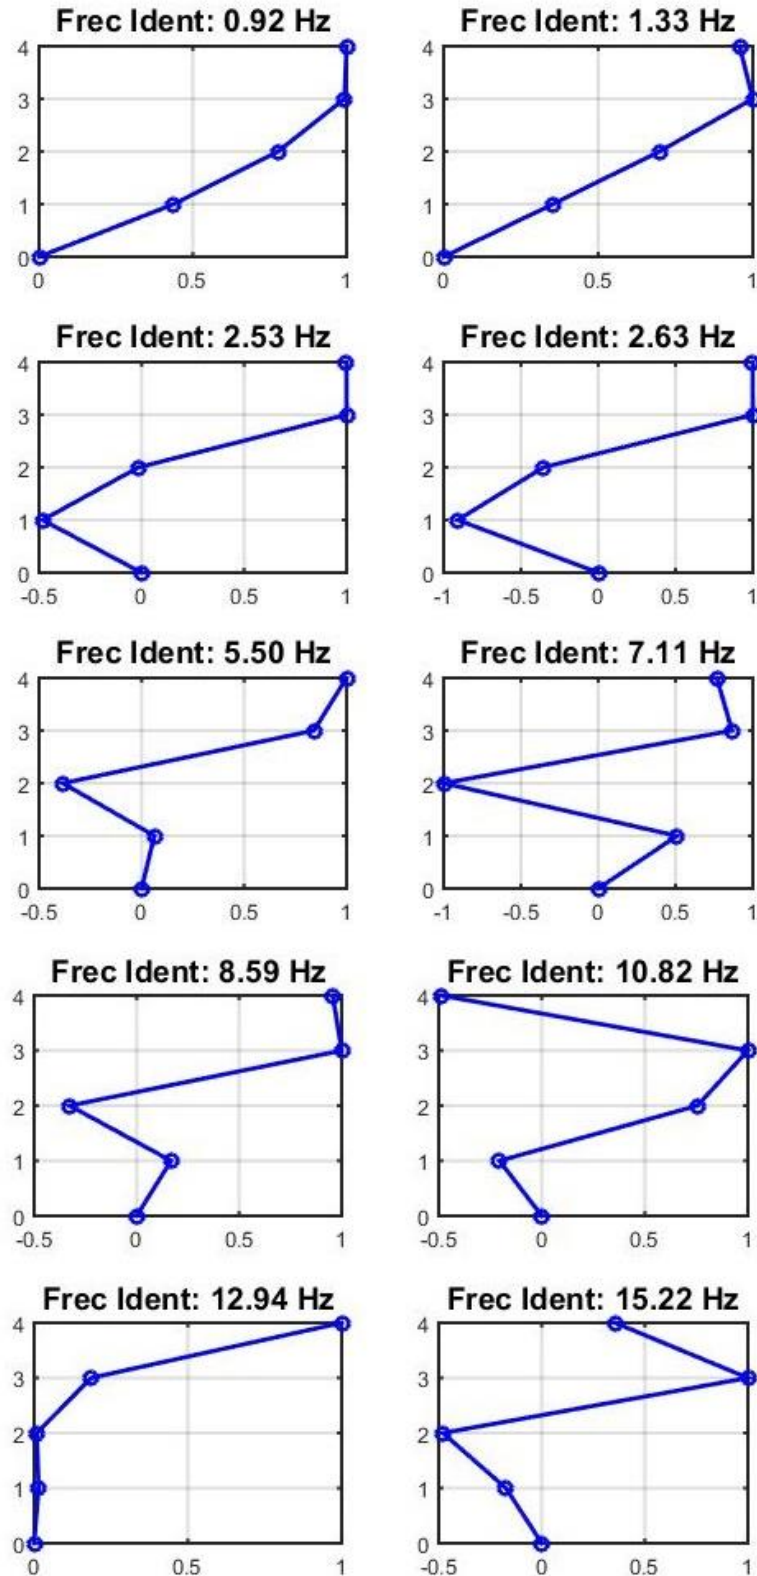 Frec Ident: 0.92 Hz
4
3
2
1
0
0 0.5 1
Frec Ident: 1.33 Hz
4
3
2
1
0
0 0.5 1
Frec Ident: 2.53 Hz
4
3
2
1
0
-0.5 0 0.5 1
Frec Ident: 2.63 Hz
4
3
2
1
0
-1 -0.5 0 0.5 1
Frec Ident: 5.50 Hz
4
3
2
1
0
-0.5 0 0.5 1
Frec Ident: 7.11 Hz
4
3
2
1
0
-1 -0.5 0 0.5 1
Frec Ident: 8.59 Hz
4
3
2
1
0
-0.5 0 0.5 1
Frec Ident: 10.82 Hz
4
3
2
1
0
-0.5 0 0.5 1
Frec Ident: 12.94 Hz
4
3
2
1
0
0 0.5 1
Frec Ident: 15.22 Hz
4
3
2
1
0
-0.5 0 0.5 1